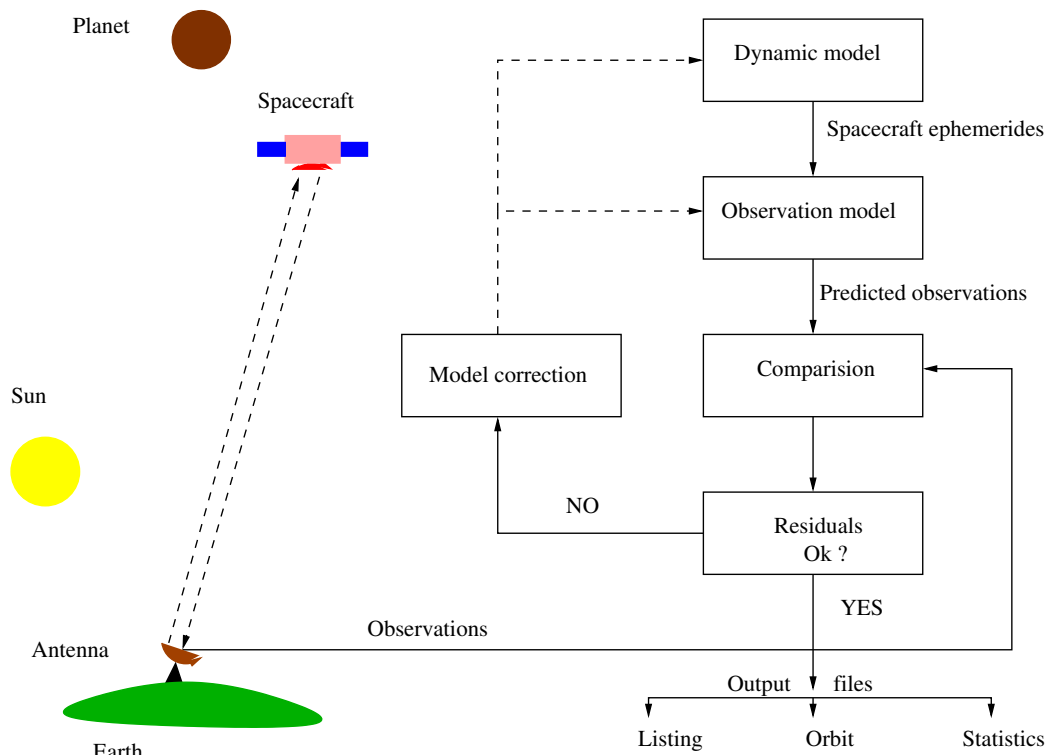 Planet
Spacecraft
Sun
Antenna
Earth
Dynamic model
Spacecraft ephemerides
Observation model
Predicted observations
Model correction
Comparision
NO
Residuals
Ok ?
YES
Observations
Output files
Listing
Orbit
Statistics